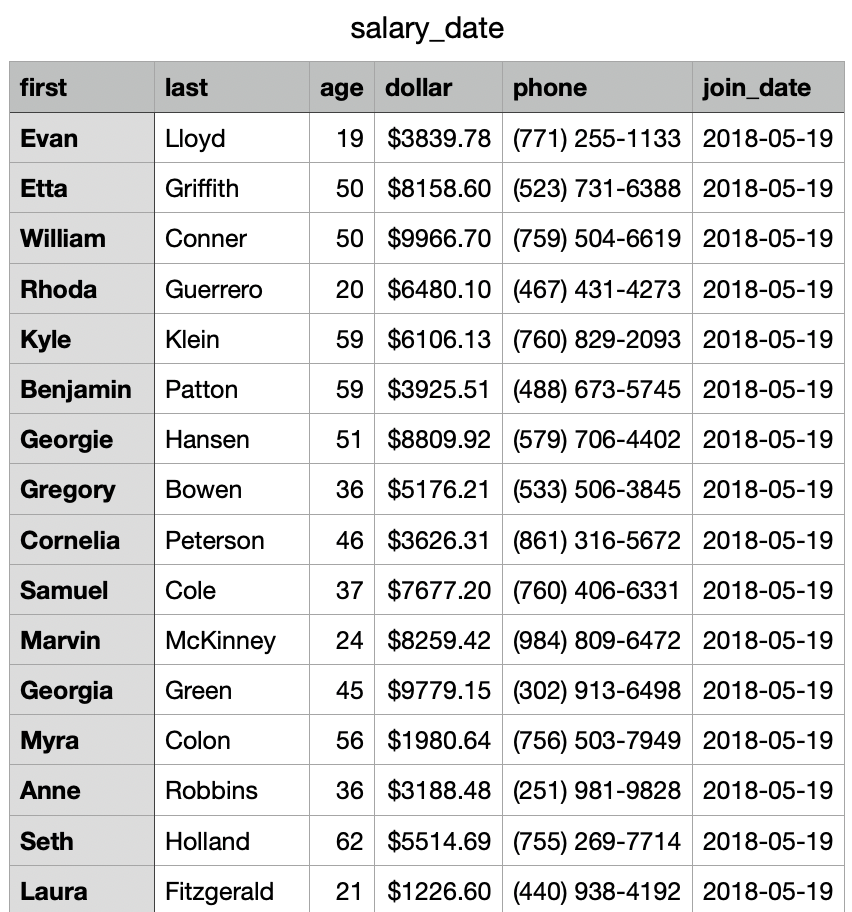 salary_date
first last age dollar phone join_date
Evan Lloyd 19 $3839.78 (771) 255-1133 2018-05-19
Etta Griffith 50 $8158.60 (523) 731-6388 2018-05-19
William Conner 50 $9966.70 (759) 504-6619 2018-05-19
Rhoda Guerrero 20 $6480.10 (467) 431-4273 2018-05-19
Kyle Klein 59 $6106.13 (760) 829-2093 2018-05-19
Benjamin Patton 59 $3925.51 (488) 673-5745 2018-05-19
Georgie Hansen 51 $8809.92 (579) 706-4402 2018-05-19
Gregory Bowen 36 $5176.21 (533) 506-3845 2018-05-19
Cornelia Peterson 46 $3626.31 (861) 316-5672 2018-05-19
Samuel Cole 37 $7677.20 (760) 406-6331 2018-05-19
Marvin McKinney 24 $8259.42 (984) 809-6472 2018-05-19
Georgia Green 45 $9779.15 (302) 913-6498 2018-05-19
Myra Colon 56 $1980.64 (756) 503-7949 2018-05-19
Anne Robbins 36 $3188.48 (251) 981-9828 2018-05-19
Seth Holland 62 $5514.69 (755) 269-7714 2018-05-19
Laura Fitzgerald 21 $1226.60 (440) 938-4192 2018-05-19